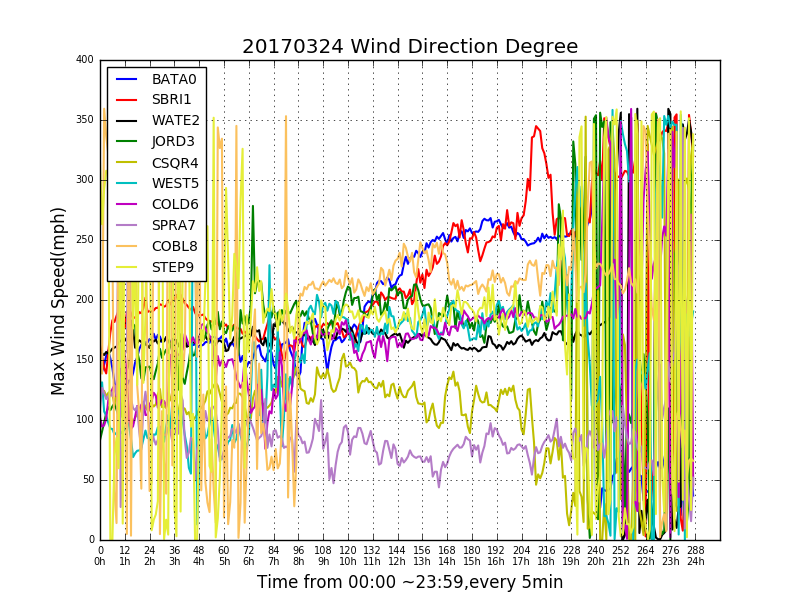 20170324 Wind Direction Degree
Max Wind Speed(mph)
400
350
300
250
200
150
100
50
0
BATA0
SBRI1
WATE2
JORD3
CSQR4
WEST5
COLD6
SPRA7
COBL8
STEP9
0 12 24 36 48 60 72 84 96 108 120 132 144 156 168 180 192 204 216 228 240 252 264 276 288
0h 1h 2h 3h 4h 5h 6h 7h 8h 9h 10h 11h 12h 13h 14h 15h 16h 17h 18h 19h 20h 21h 22h 23h 24h
Time from 00:00 ~23:59,every 5min